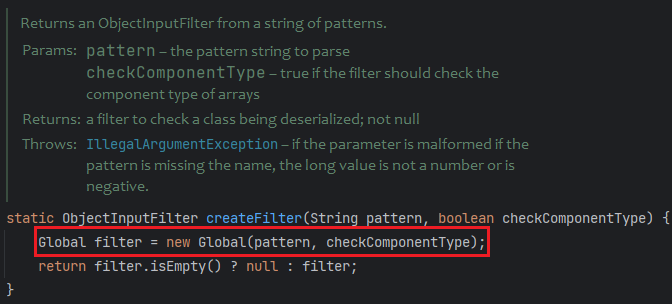 Returns an ObjectInputFilter from a string of patterns.
Params: pattern – the pattern string to parse
checkComponentType – true if the filter should check the
component type of arrays
Returns: a filter to check a class being deserialized; not null
Throws: IllegalArgumentException – if the parameter is malformed if the
pattern is missing the name, the long value is not a number or is
negative.
static ObjectInputFilter createFilter(String pattern, boolean checkComponentType) {
Global filter = new Global(pattern, checkComponentType);
return filter.isEmpty() ? null : filter;
}